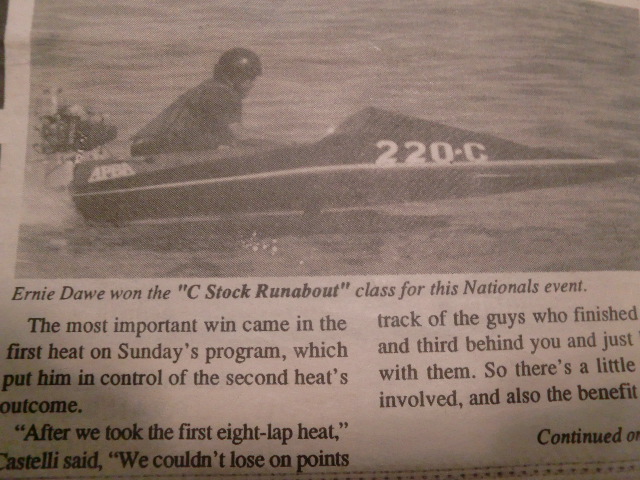 220-C
APBA
Ernie Dawe won the "C Stock Runabout" class for this Nationals event.
The most important win came in the
first heat on Sunday's program, which
put him in control of the second heat's
outcome.
"After we took the first eight-lap heat,"
Castelli said, "We couldn't lose on points
track of the guys who finished
and third behind you and just
with them. So there's a little
involved, and also the benefit
Continued on